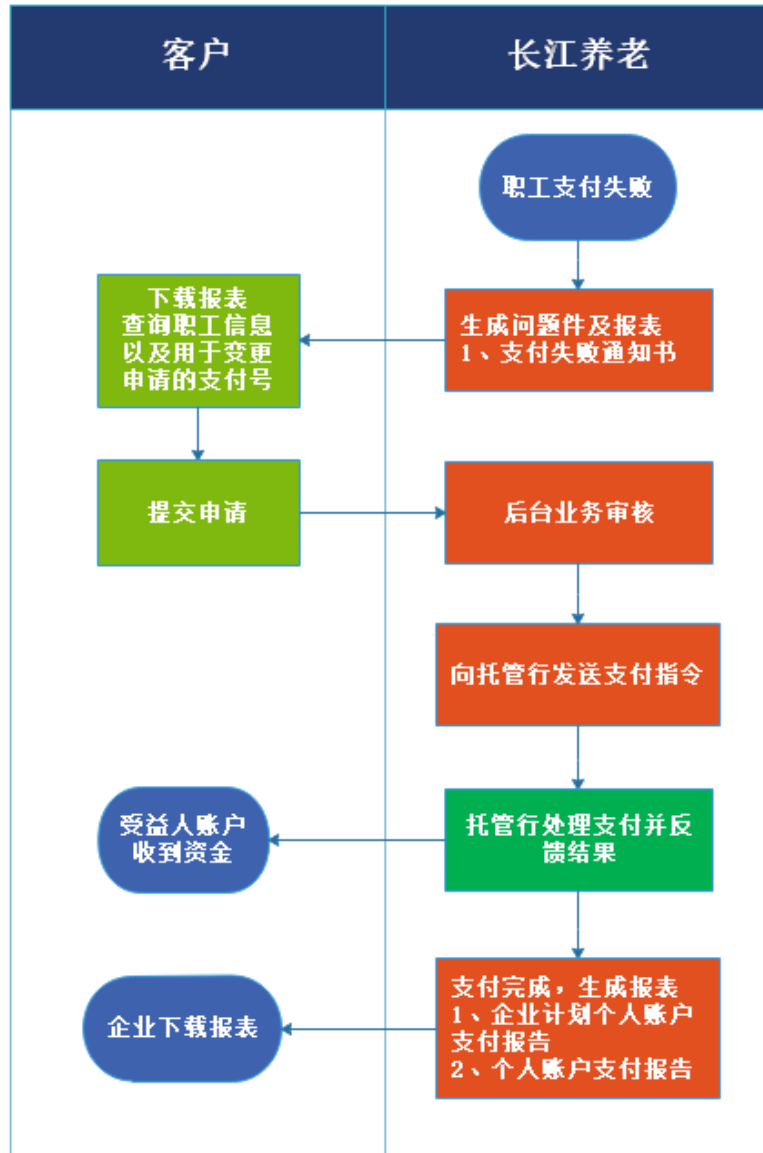 客户
长江养老
职工支付失败
生成问题件及报表
1、支付失败通知书
下载报表
查询职工信息
以及用于变更
申请的支付号
提交申请
后台业务审核
向托管行发送支付指令
托管行处理支付并反
馈结果
受益人账户
收到资金
支付完成，生成报表
1、企业计划个人账户
支付报告
2、个人账户支付报告
企业下载报表